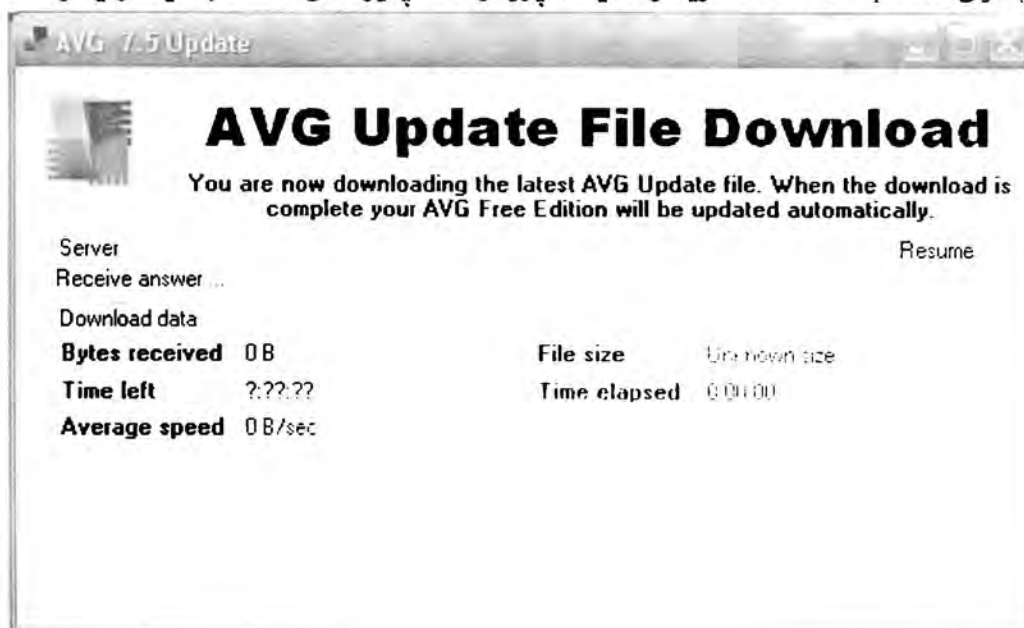 AVG 7.5 Update
AVG Update File Download
You are now downloading the latest AVG Update file. When the download is
complete your AVG Free Edition will be updated automatically.
Server Resume
Receive answer ...
Download data
Bytes received 0 B File size Unknown size
Time left ?:??:?? Time elapsed 0:00:00
Average speed 0 B/sec